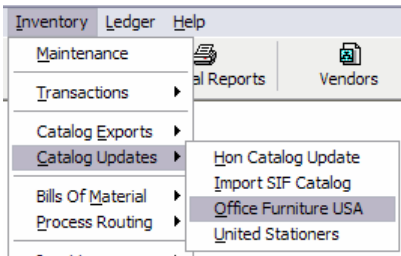 Inventory Ledger Help
Maintenance
al Reports Vendors
Transactions
Catalog Exports
Catalog Updates
Hon Catalog Update
Import SIF Catalog
Bills Of Material
Office Furniture USA
Process Routing
United Stationers